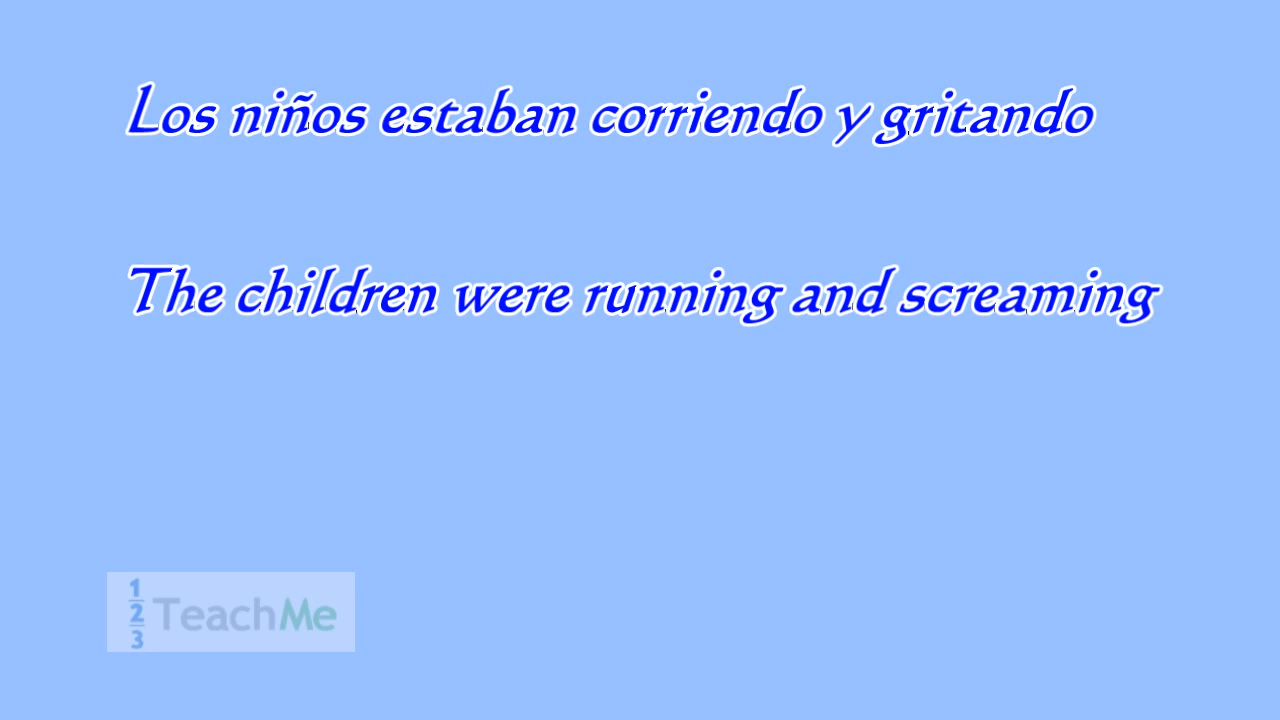 Los niños estaban corriendo y gritando
The children were running and screaming
1
2
3
TeachMe